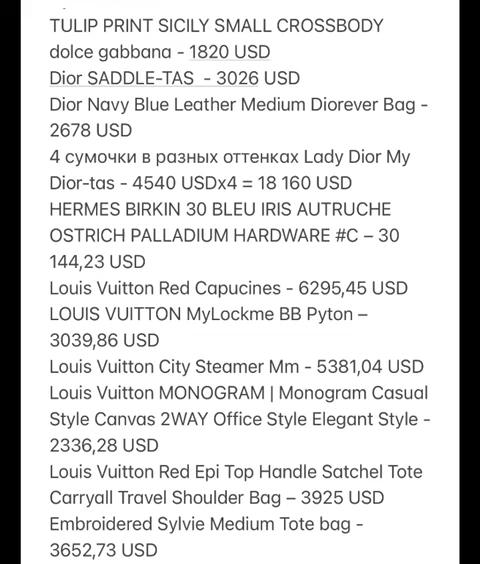 TULIP PRINT SICILY SMALL CROSSBODY
dolce gabbana - 1820 USD
Dior SADDLE-TAS - 3026 USD
Dior Navy Blue Leather Medium Diorever Bag -
2678 USD
4 сумочки в разных оттенках Lady Dior My
Dior-tas - 4540 USDx4 = 18 160 USD
HERMES BIRKIN 30 BLEU IRIS AUTRUCHE
OSTRICH PALLADIUM HARDWARE #C – 30
144,23 USD
Louis Vuitton Red Capucines - 6295,45 USD
LOUIS VUITTON MyLockme BB Pyton –
3039,86 USD
Louis Vuitton City Steamer Mm - 5381,04 USD
Louis Vuitton MONOGRAM | Monogram Casual
Style Canvas 2WAY Office Style Elegant Style -
2336,28 USD
Louis Vuitton Red Epi Top Handle Satchel Tote
Carryall Travel Shoulder Bag – 3925 USD
Embroidered Sylvie Medium Tote bag -
3652,73 USD